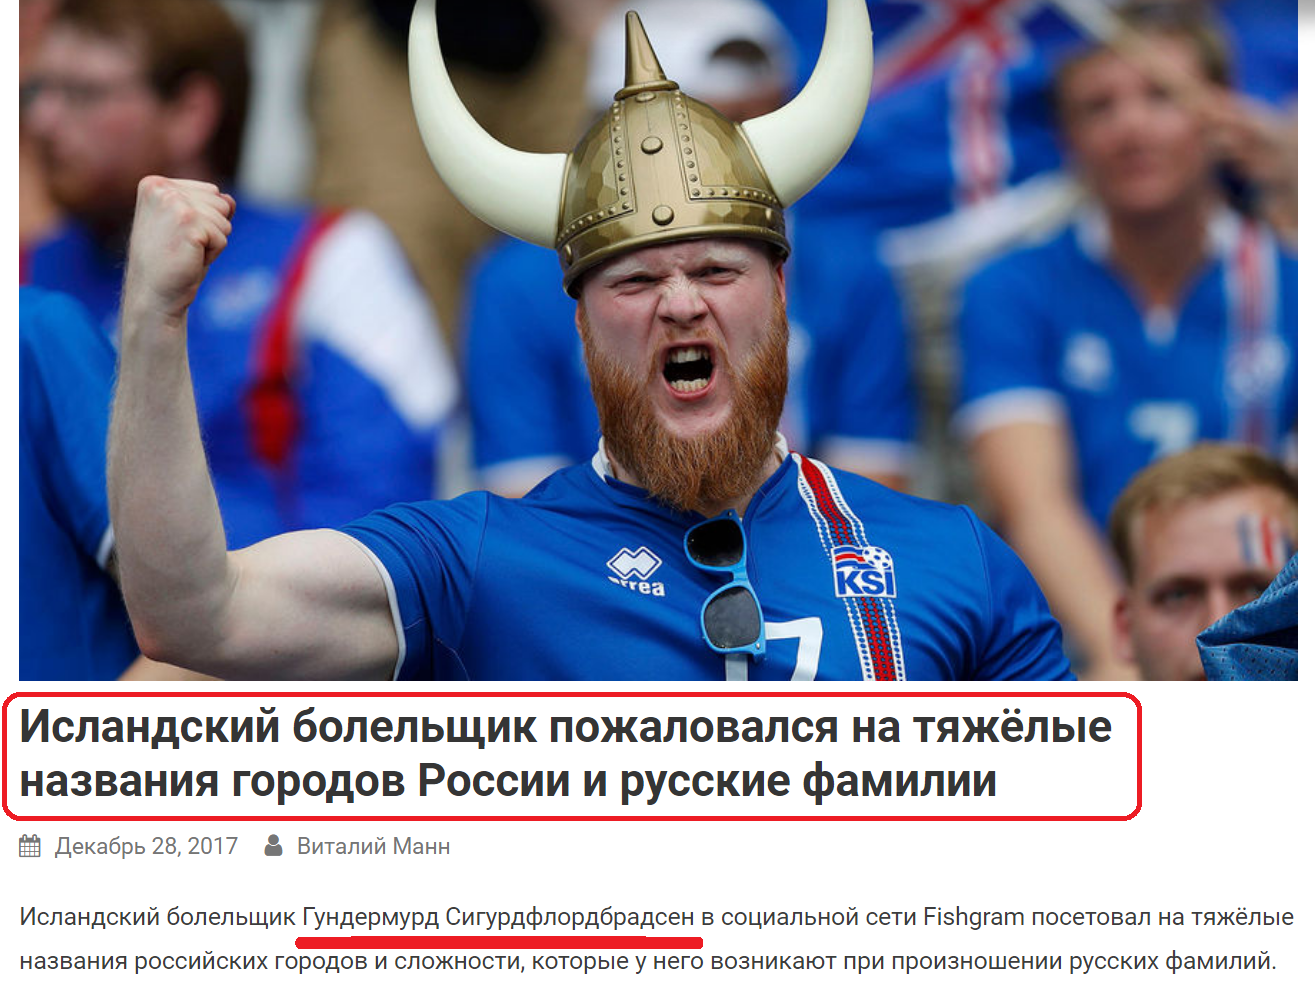 errea
KSÍ
7
7
Исландский болельщик пожаловался на тяжёлые
названия городов России и русские фамилии
Декабрь 28, 2017 Виталий Манн
Исландский болельщик Гундермурд Сигурдфлордбрадсен в социальной сети Fishgram посетовал на тяжёлые
названия российских городов и сложности, которые у него возникают при произношении русских фамилий.